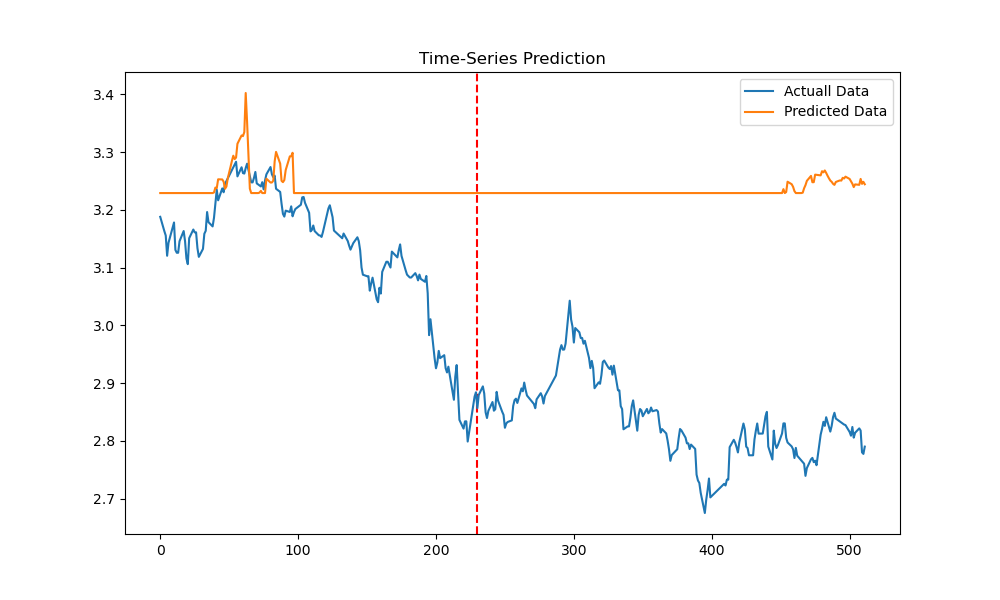 Time-Series Prediction
Actuall Data
Predicted Data
3.4
3.3
3.2
3.1
3.0
2.9
2.8
2.7
0 100 200 300 400 500